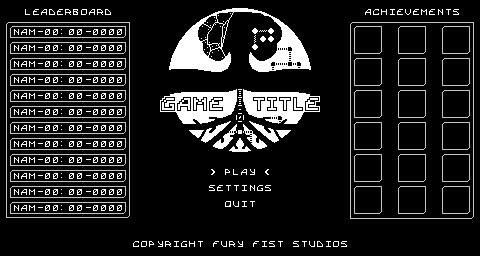 LEADERBOARD
NAM-00:00-0000
NAM-00:00-0000
NAM-00:00-0000
NAM-00:00-0000
NAM-00:00-0000
NAM-00:00-0000
NAM-00:00-0000
NAM-00:00-0000
NAM-00:00-0000
NAM-00:00-0000
NAM-00:00-0000
NAM-00:00-0000
GAME TITLE
> PLAY <
SETTINGS
QUIT
ACHIEVEMENTS
COPYRIGHT FURY FIST STUDIOS